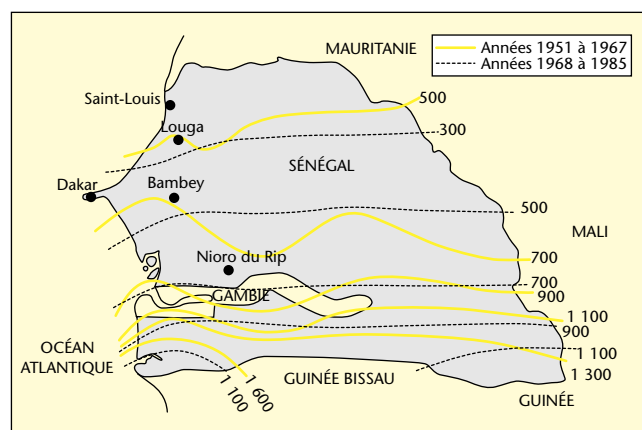 MAURITANIE
Années 1951 à 1967
Années 1968 à 1985
Saint-Louis
500
Louga
300
SÉNÉGAL
Dakar
Bambey
500
MALI
700
Nioro du Rip
700
GAMBIE
900
1 100
900
OCÉAN
ATLANTIQUE
1 100
GUINÉE BISSAU
1 300
1 100
1 600
GUINÉE